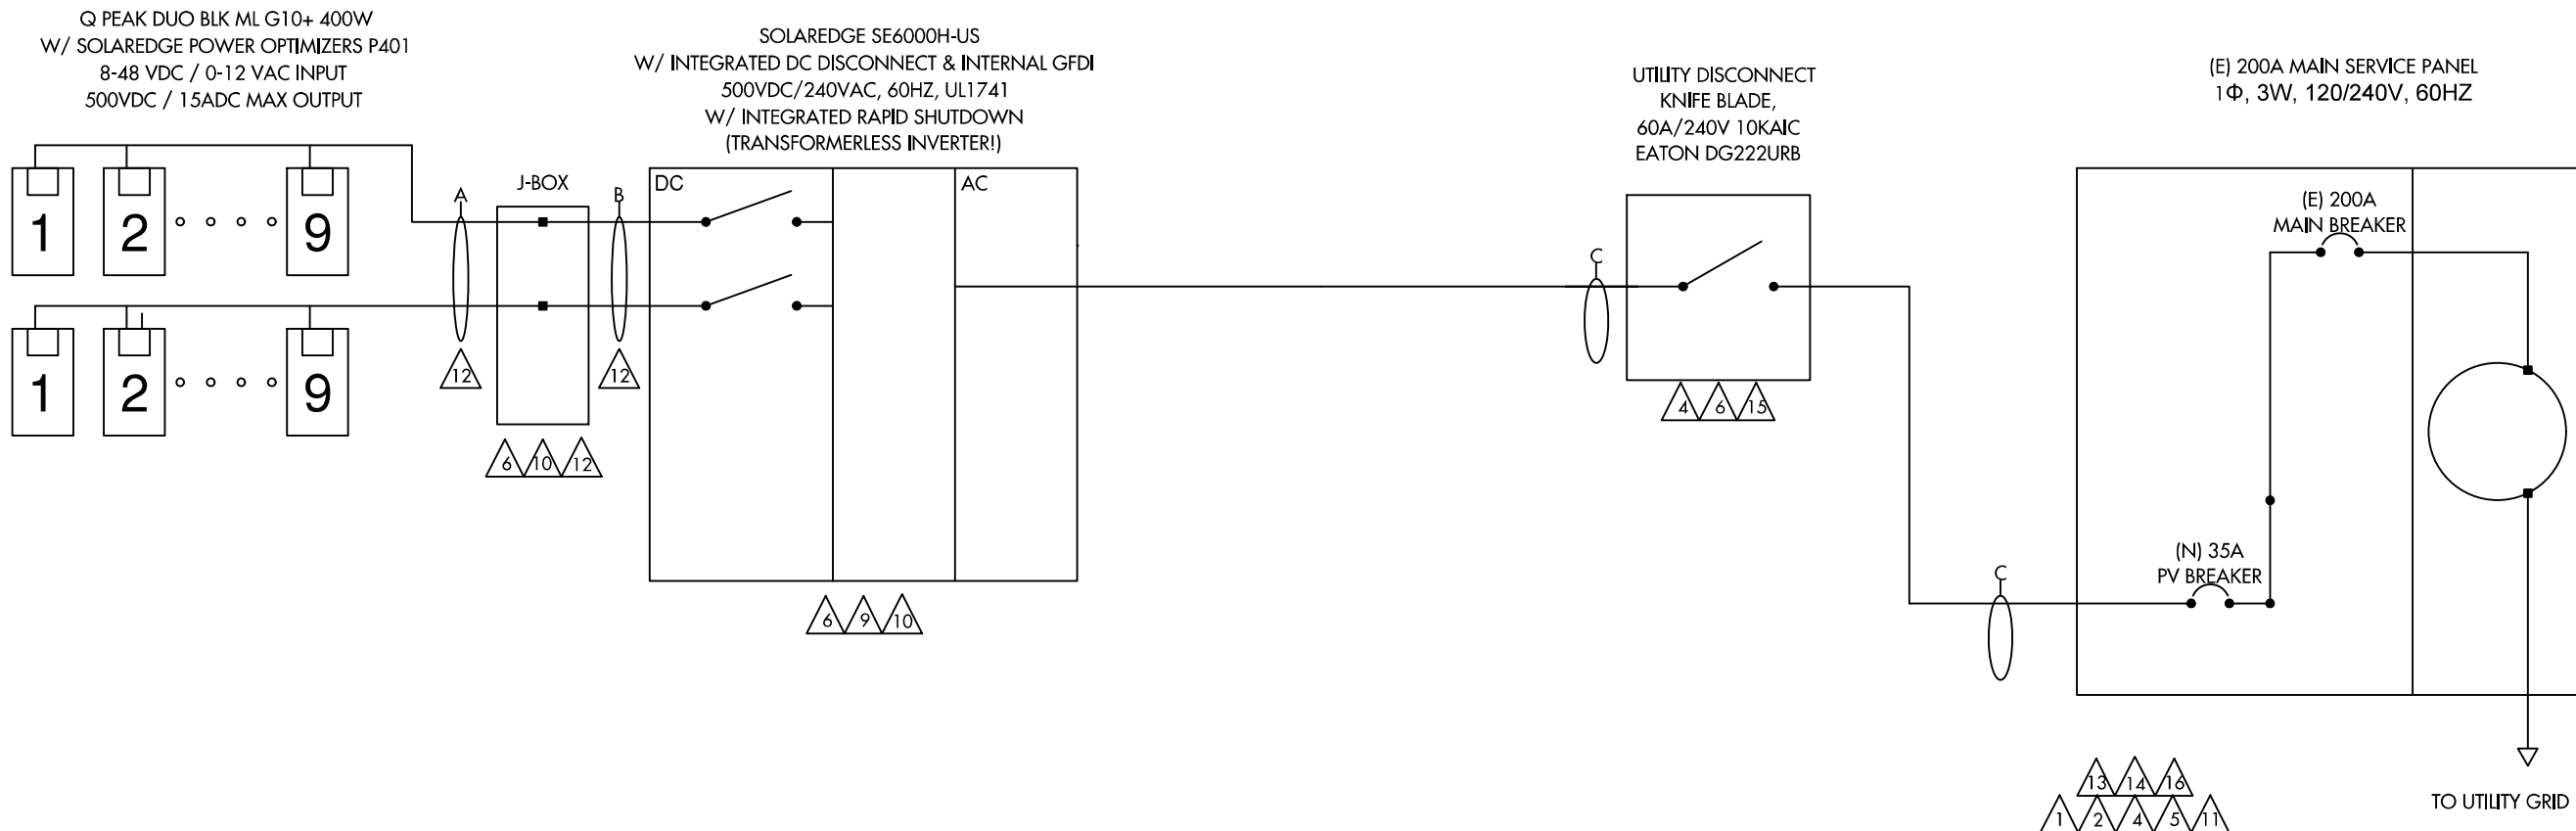 Q PEAK DUO BLK ML G10+ 400W
W/ SOLAREDGE POWER OPTIMIZERS P401
8-48 VDC / 0-12 VAC INPUT
500VDC / 15ADC MAX OUTPUT
SOLAREDGE SE6000H-US
W/ INTEGRATED DC DISCONNECT & INTERNAL GFDI
500VDC/240VAC, 60HZ, UL1741
W/ INTEGRATED RAPID SHUTDOWN
(TRANSFORMERLESS INVERTER!)
UTILITY DISCONNECT
KNIFE BLADE,
60A/240V 10KAIC
EATON DG222URB
(E) 200A MAIN SERVICE PANEL
1Φ, 3W, 120/240V, 60HZ
1 2 9
1 2 9
A
J-BOX
B
12
12
6 10 12
DC
AC
6 9 10
C
4 6 15
C
(E) 200A
MAIN BREAKER
(N) 35A
PV BREAKER
13 14 16
1 2 4 5 11
TO UTILITY GRID